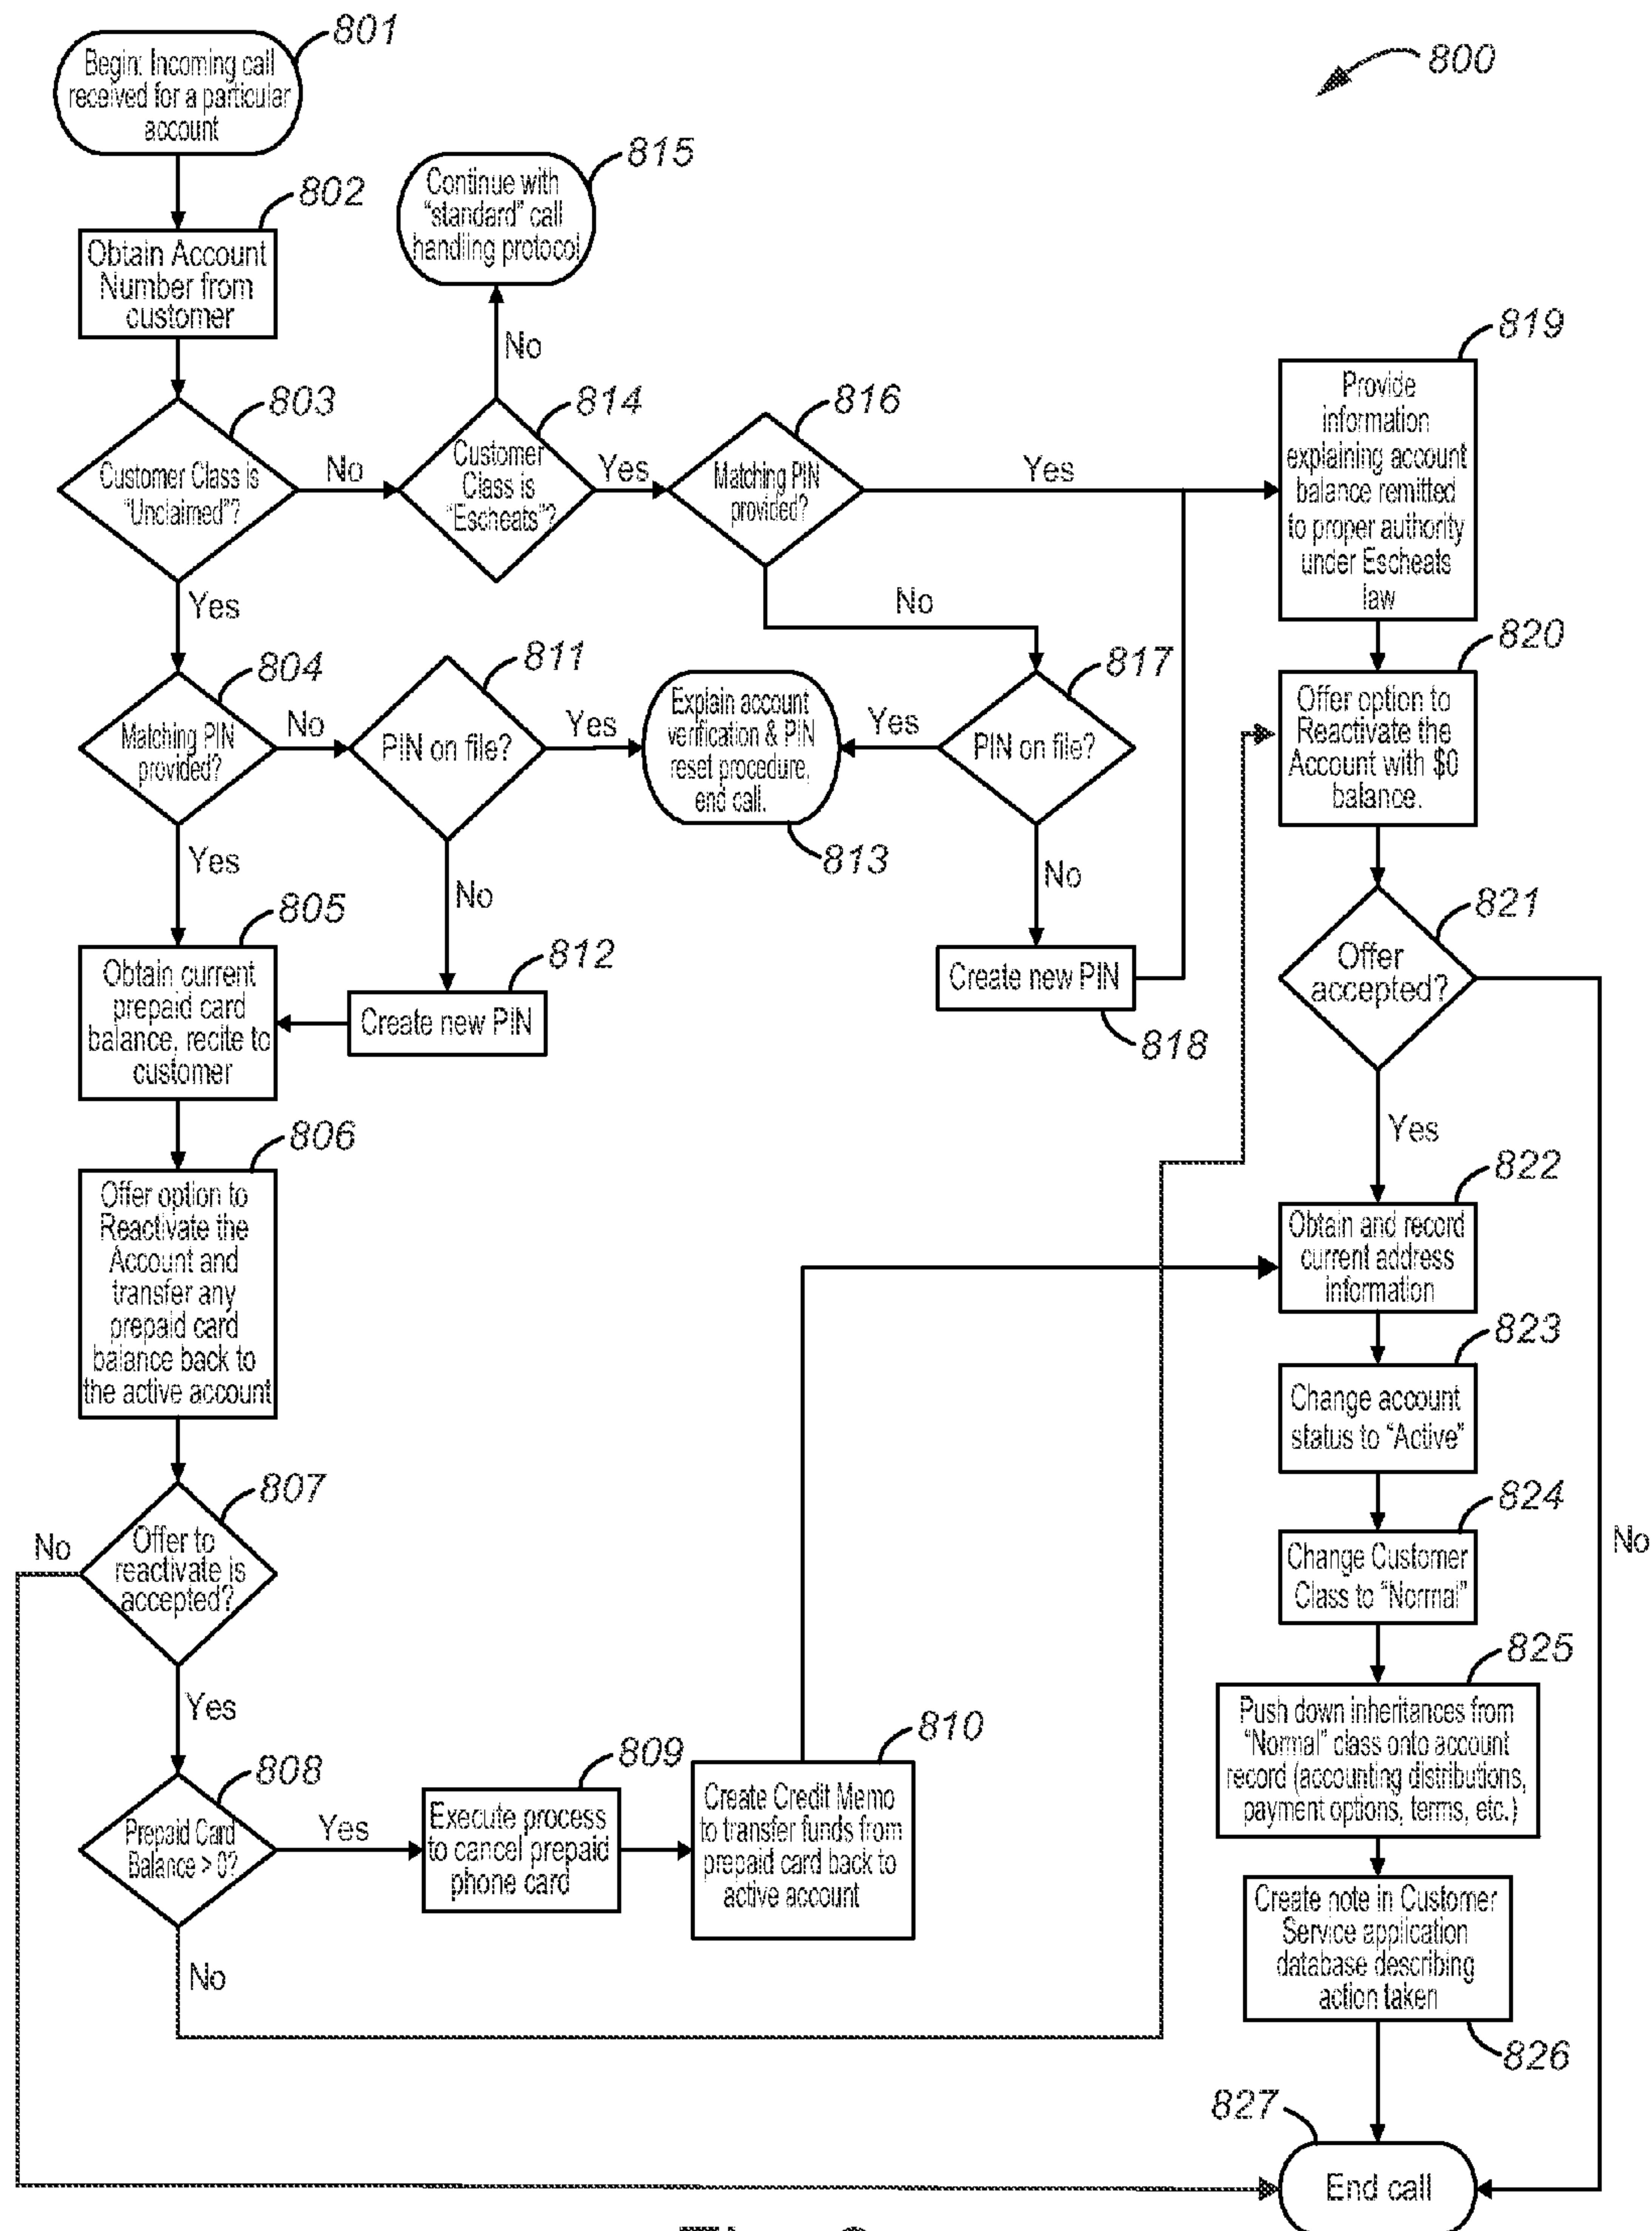 800
801
Begin: Incoming call
received for a particular
account
802
Obtain Account
Number from
customer
815
Continue with
"standard" call
handling protocol
No
803
Customer Class is
"Unclaimed"?
No
814
Customer
Class is
"Escheats"?
Yes
816
Matching PIN
provided?
Yes
819
Provide
information
explaining account
balance remitted
to proper authority
under Escheats
law
Yes
No
804
Matching PIN
provided?
No
811
PIN on file?
Yes
Explain account
verification & PIN
reset procedure,
end call.
813
Yes
817
PIN on file?
820
Offer option to
Reactivate the
Account with $0
balance.
Yes
No
No
805
Obtain current
prepaid card
balance, recite to
customer
812
Create new PIN
Create new PIN
818
821
Offer
accepted?
Yes
No
806
Offer option to
Reactivate the
Account and
transfer any
prepaid card
balance back to
the active account
822
Obtain and record
current address
information
823
Change account
status to "Active"
807
Offer to
reactivate is
accepted?
No
Yes
824
Change Customer
Class to "Normal"
808
Prepaid Card
Balance > 0?
Yes
No
809
Execute process
to cancel prepaid
phone card
810
Create Credit Memo
to transfer funds from
prepaid card back to
active account
825
Push down inheritances from
"Normal" class onto account
record (accounting distributions,
payment options, terms, etc.)
Create note in Customer
Service application
database describing
action taken
826
827
End call